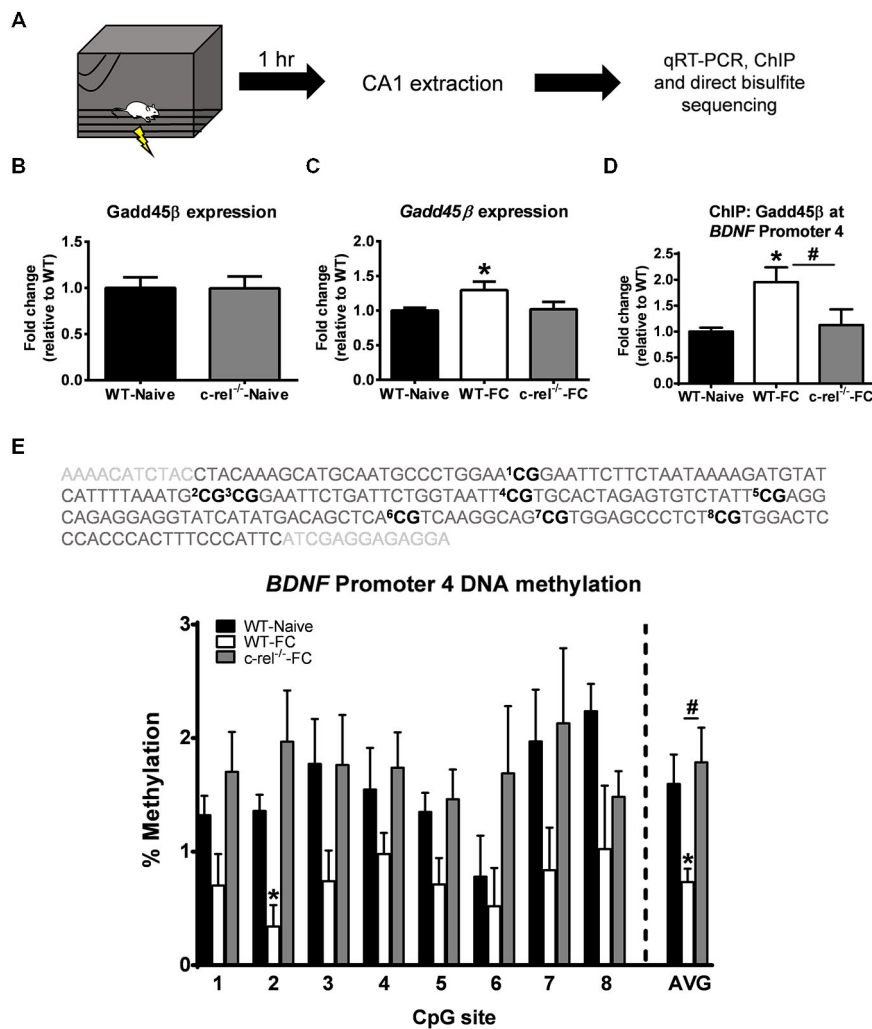 A
1 hr
CA1 extraction
qRT-PCR, ChIP
and direct bisulfite
sequencing
B
Gadd45β expression
Fold change
(relative to WT)
1.5
1.0
0.5
0.0
WT-Naive
c-rel-/--Naive
C
Gadd45β expression
Fold change
(relative to WT)
2.0
1.5
1.0
0.5
0.0
*
WT-Naive
WT-FC
c-rel-/--FC
D
ChIP: Gadd45β at
BDNF Promoter 4
Fold change
(relative to WT)
2.5
2.0
1.5
1.0
0.5
0.0
*
#
WT-Naive
WT-FC
c-rel-/--FC
E
AAAACATCTACCTACAAAGCATGCAATGCCCTGGAA1CGGAATTCTTCTAATAAAAGATGTAT
CATTTTAAATG2CG3CGGAATTCTGATTCTGGTAATT4CGTGCACTAGAGTGTCTATT5CGAGG
CAGAGGAGGTATCATATGACAGCTCA6CGTCAAGGCAG7CGTGGAGCCCTCT8CGTGGACTC
CCACCCACTTTCCCATTCATCGAGGAGAGGA
BDNF Promoter 4 DNA methylation
WT-Naive
WT-FC
c-rel-/--FC
% Methylation
3
2
1
0
*
#
*
1 2 3 4 5 6 7 8 AVG
CpG site